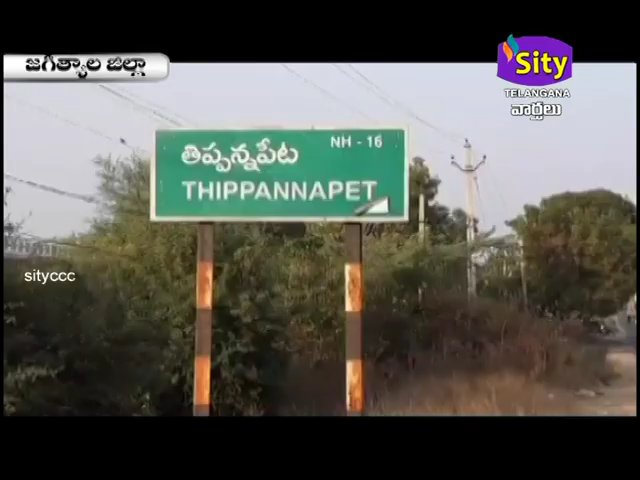 జగిత్యాల జిల్లా
Sity
TELANGANA
వార్తలు
తిప్పన్నపేట
NH - 16
THIPPANNAPET
sityccc